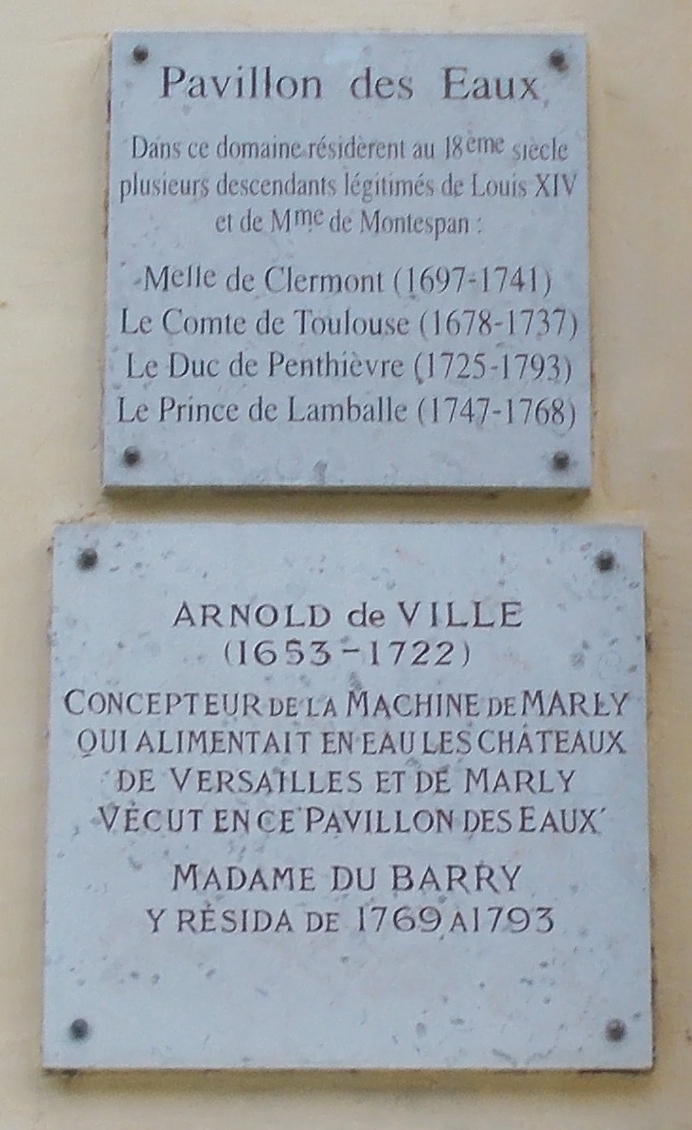 Pavillon des Eaux
Dans ce domaine résidèrent au 18ème siècle
plusieurs descendants légitimés de Louis XIV
et de Mme de Montespan :
Melle de Clermont (1697-1741)
Le Comte de Toulouse (1678-1737)
Le Duc de Penthièvre (1725-1793)
Le Prince de Lamballe (1747-1768)
ARNOLD de VILLE
(1653-1722)
CONCEPTEUR DE LA MACHINE DE MARLY
QUI ALIMENTAIT EN EAU LES CHÂTEAUX
DE VERSAILLES ET DE MARLY
VÉCUT EN CE PAVILLON DES EAUX
MADAME DU BARRY
Y RÉSIDA DE 1769 À 1793